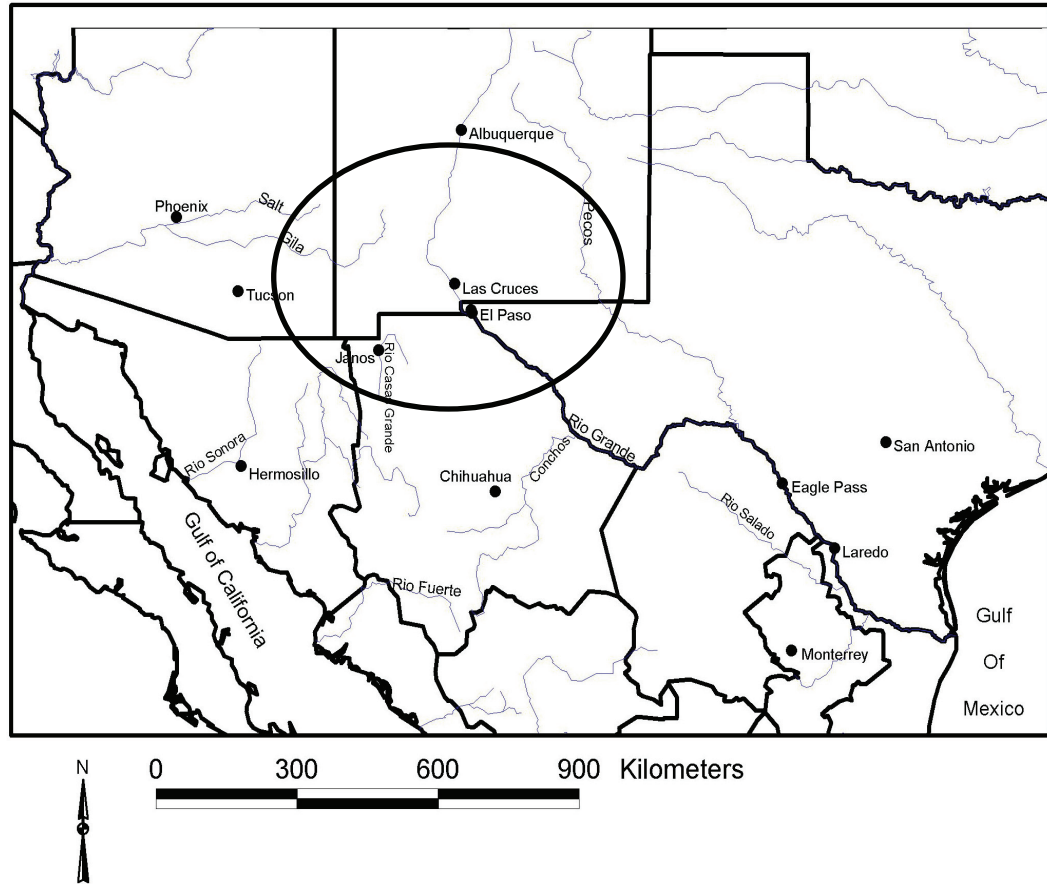 Albuquerque
Phoenix
Salt
Pecos
Gila
Las Cruces
Tucson
El Paso
Janos
Rio Casas Grande
Rio Grande
San Antonio
Rio Sonora
Hermosillo
Chihuahua
Conchos
Eagle Pass
Rio Salado
Gulf of California
Laredo
Rio Fuerte
Gulf
Of
Mexico
Monterrey
N
0 300 600 900 Kilometers